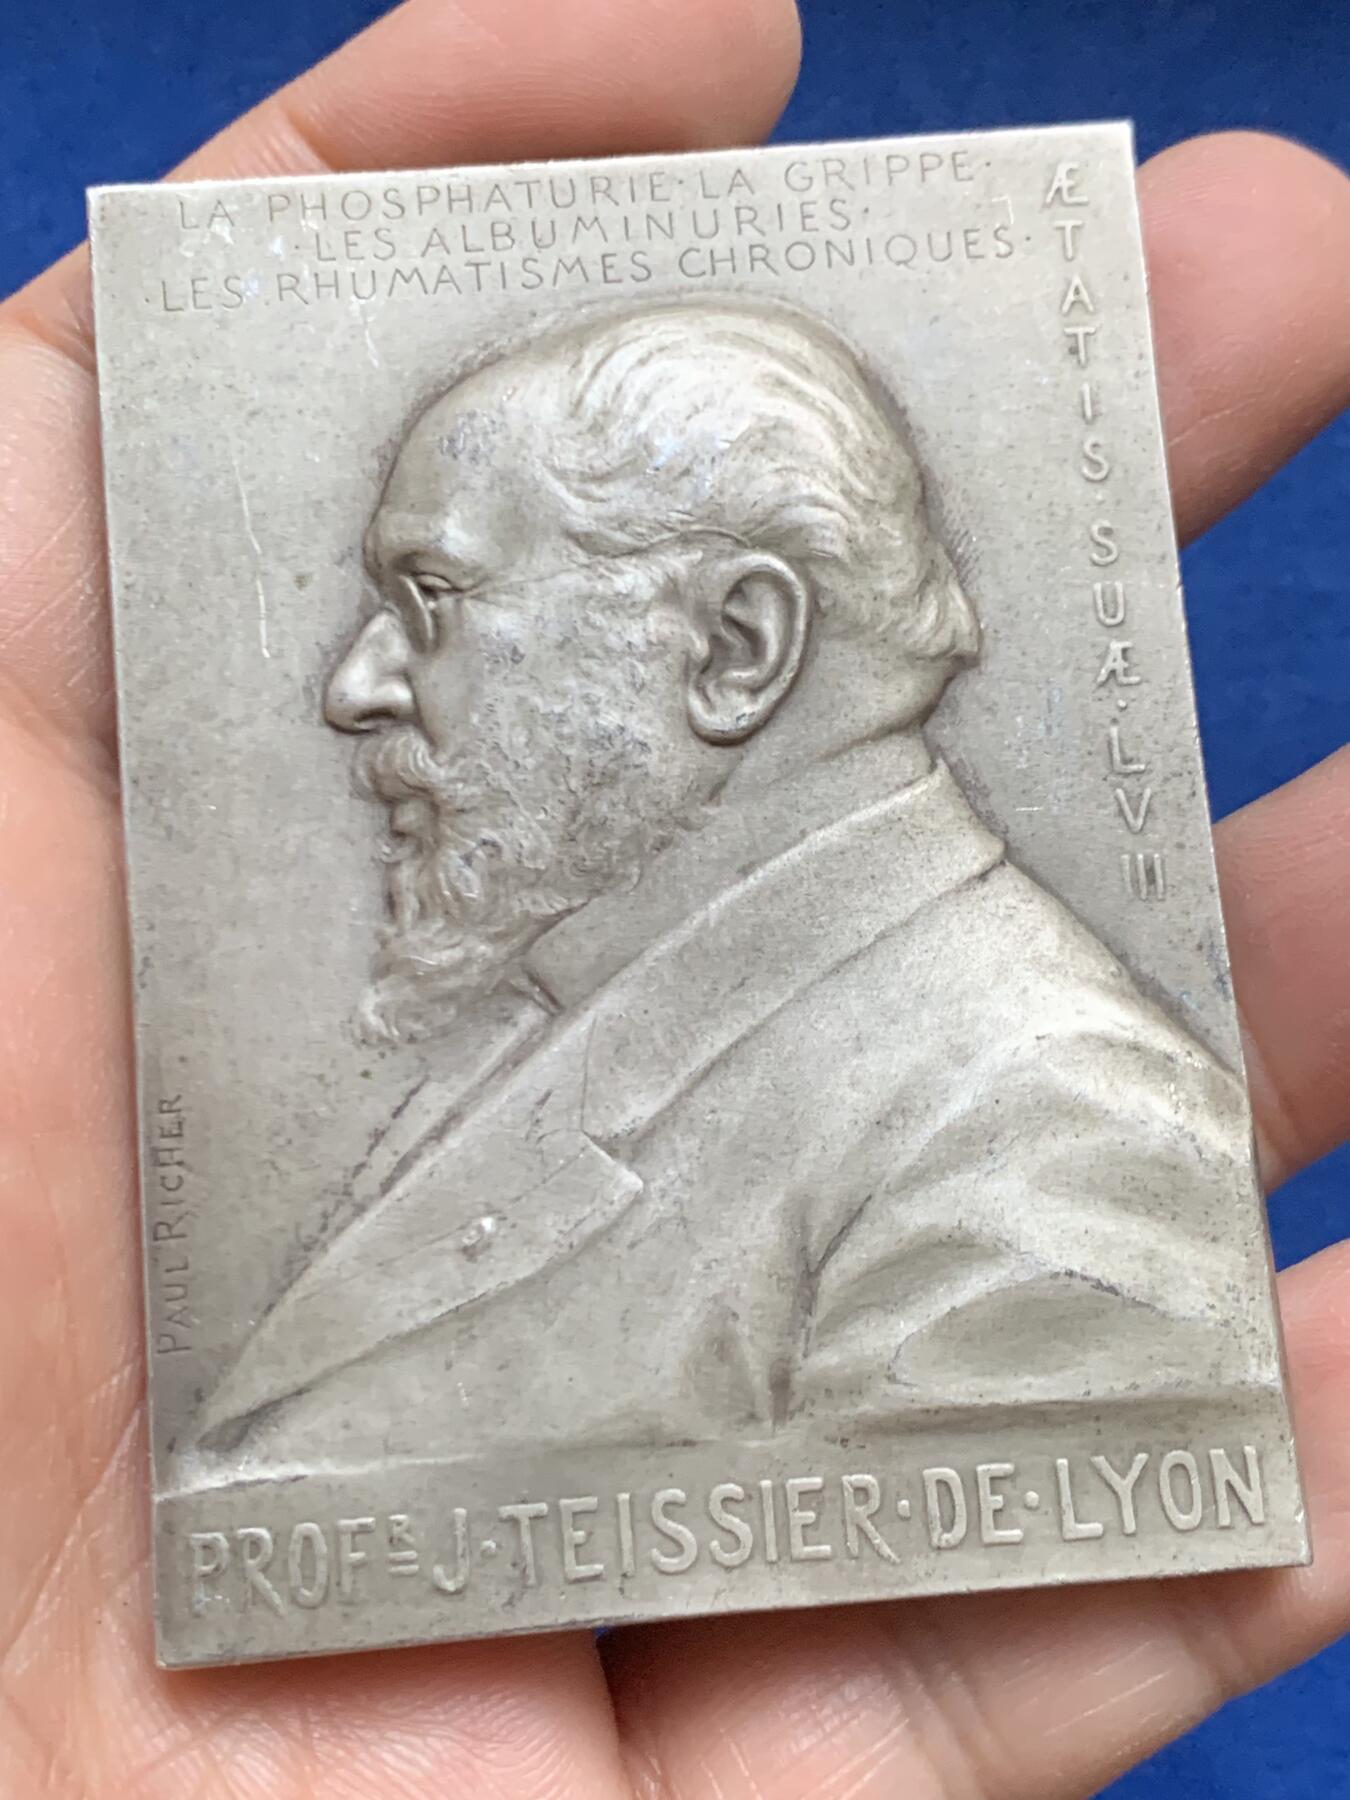 LA PHOSPHATURIE·LA GRIPPE·
·LES ALBUMINURIES·
·LES RHUMATISMES CHRONIQUES·
ÆTATIS·SUÆ·LVIII
PAUL RICHER
PROFR J·TEISSIER·DE·LYON